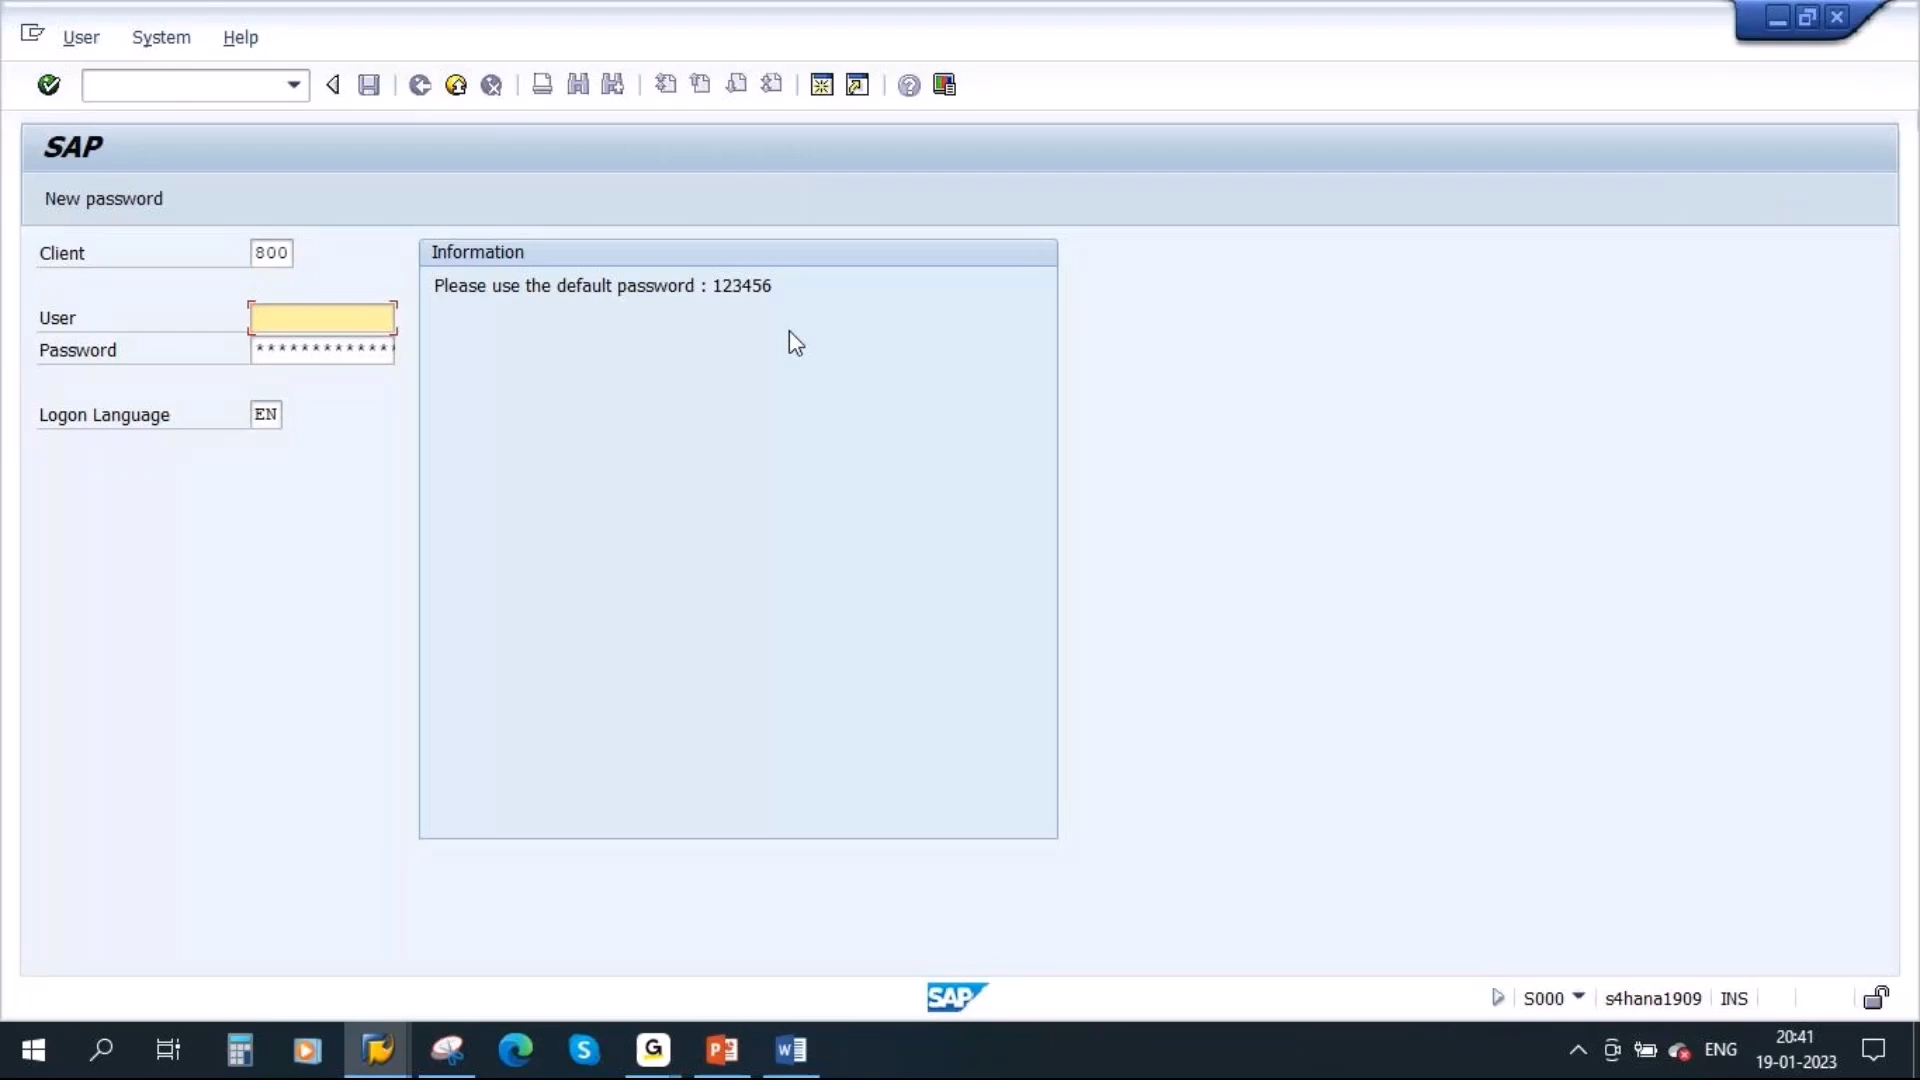 User System Help
SAP
New password
Client 800
Information
Please use the default password : 123456
User
Password *************
Logon Language EN
SAP
S000 s4hana1909 INS
ENG
20:41
19-01-2023